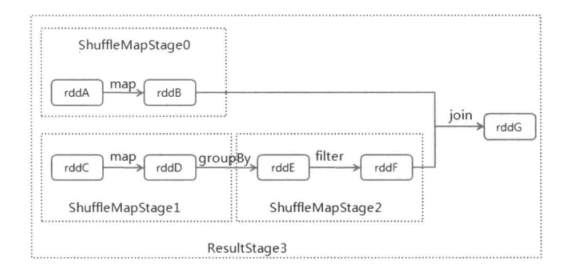 ShuffleMapStage0
rddA map rddB
join
rddG
rddC map rddD groupBy rddE filter rddF
ShuffleMapStage1
ShuffleMapStage2
ResultStage3